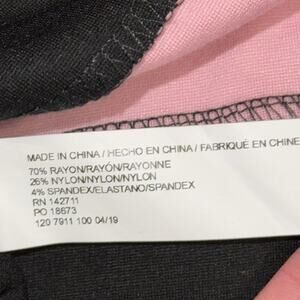 MADE IN CHINA / HECHO EN CHINA / FABRIQUÉ EN CHINE
70% RAYON/RAYÓN/RAYONNE
26% NYLON/NYLON/NYLON
4% SPANDEX/ELASTANO/SPANDEX
RN 142711
PO 18673
120 7911 100 04/19